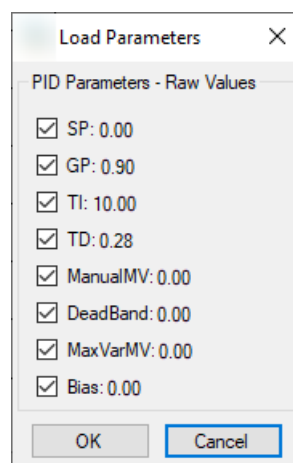 Load Parameters
PID Parameters - Raw Values
SP: 0.00
GP: 0.90
TI: 10.00
TD: 0.28
ManualMV: 0.00
DeadBand: 0.00
MaxVarMV: 0.00
Bias: 0.00
OK Cancel